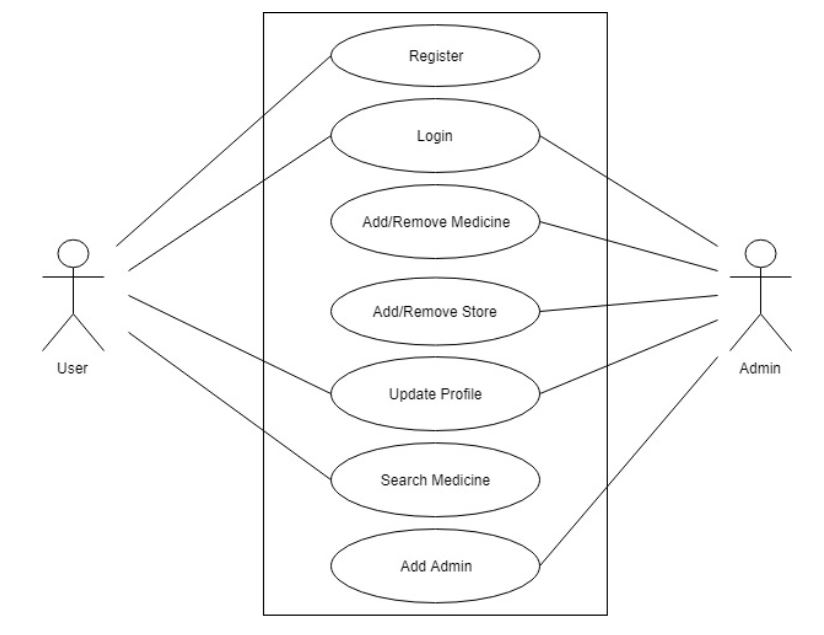 Register
Login
Add/Remove Medicine
Add/Remove Store
User
Admin
Update Profile
Search Medicine
Add Admin